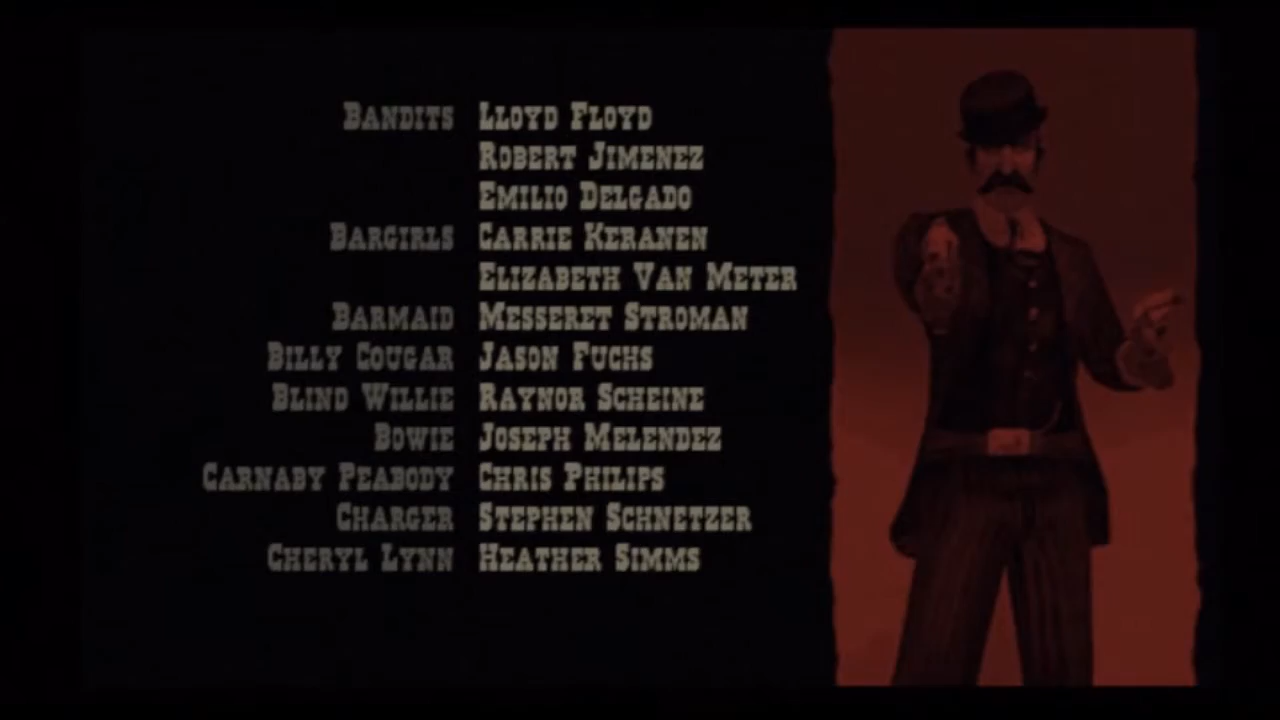 BANDITS LLOYD FLOYD
ROBERT JIMENEZ
EMILIO DELGADO
BARGIRLS CARRIE KERANEN
ELIZABETH VAN METER
BARMAID MESSERET STROMAN
BILLY COUGAR JASON FUCHS
BLIND WILLIE RAYNOR SCHEINE
BOWIE JOSEPH MELENDEZ
CARNABY PEABODY CHRIS PHILIPS
CHARGER STEPHEN SCHNETZER
CHERYL LYNN HEATHER SIMMS